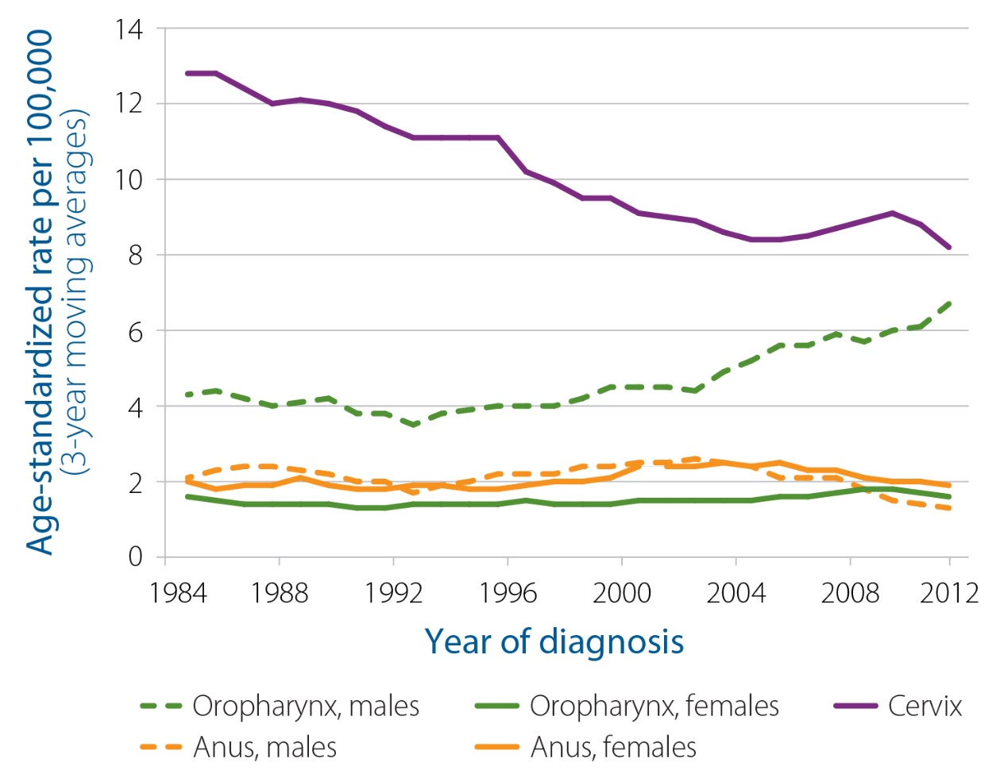 Age-standardized rate per 100,000
(3-year moving averages)
14
12
10
8
6
4
2
0
1984 1988 1992 1996 2000 2004 2008 2012
Year of diagnosis
Oropharynx, males Oropharynx, females Cervix
Anus, males Anus, females